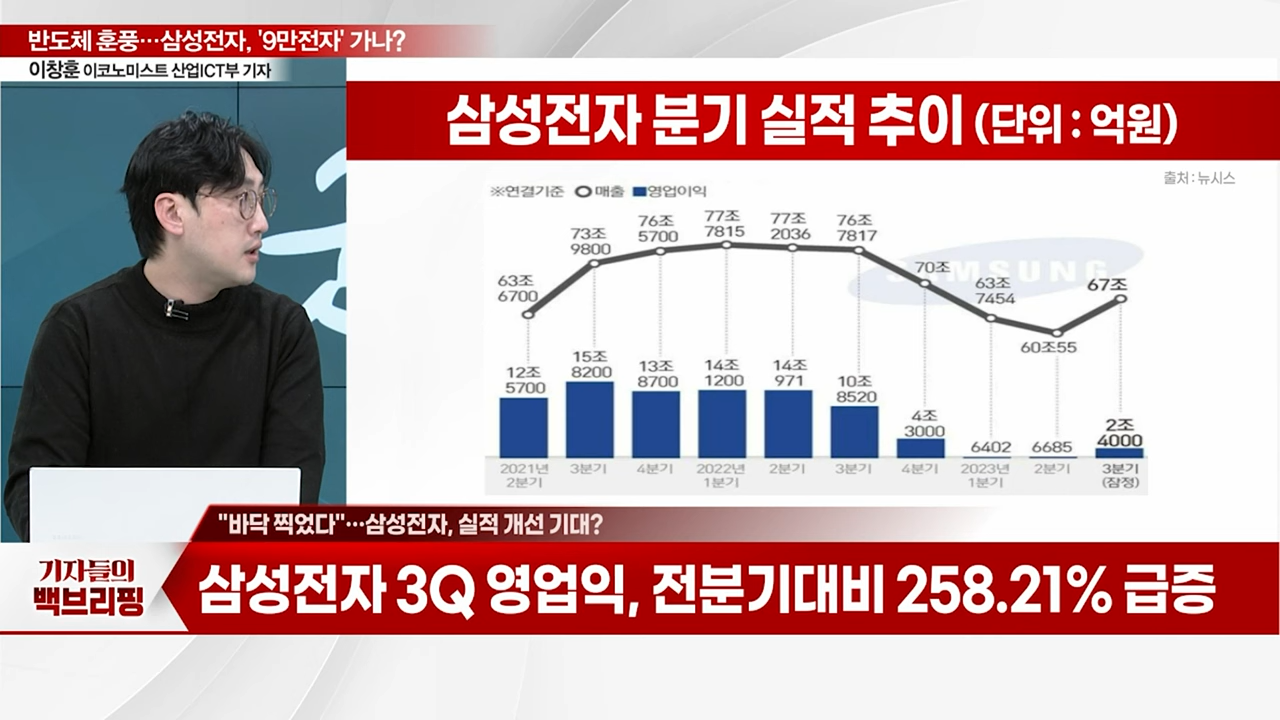 반도체 훈풍…삼성전자, '9만전자' 가나?
이창훈 이코노미스트 산업ICT부 기자
삼성전자 분기 실적 추이 (단위 : 억원)
출처 : 뉴시스
※연결기준 매출 영업이익
SAMSUNG
63조
6700
73조
9800
76조
5700
77조
7815
77조
2036
76조
7817
70조
63조
7454
60조55
67조
12조
5700
15조
8200
13조
8700
14조
1200
14조
971
10조
8520
4조
3000
6402
6685
2조
4000
2021년
2분기
3분기
4분기
2022년
1분기
2분기
3분기
4분기
2023년
1분기
2분기
3분기
(잠정)
"바닥 찍었다"…삼성전자, 실적 개선 기대?
기자들의
백브리핑
삼성전자 3Q 영업익, 전분기대비 258.21% 급증